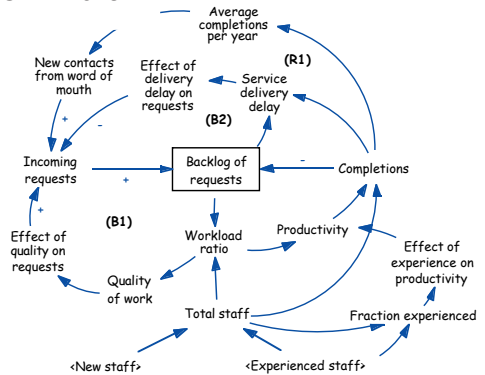 Average
completions
per year
New contacts
from word of
mouth
Effect of
delivery
delay on
requests
(R1)
Service
delivery
delay
+
-
(B2)
Incoming
requests
+
Backlog of
requests
-
Completions
+
(B1)
Effect of
quality on
requests
Workload
ratio
Productivity
Effect of
experience on
productivity
Quality
of work
Total staff
Fraction experienced
<New staff>
<Experienced staff>